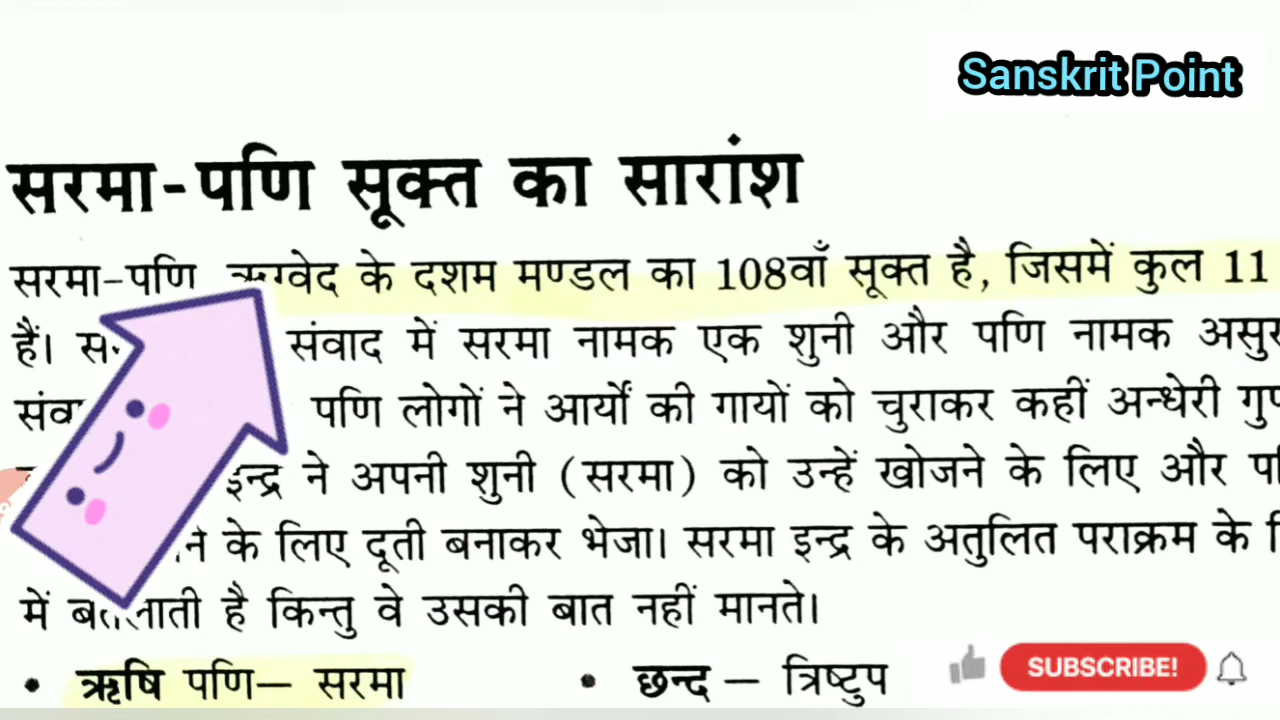 Sanskrit Point
सरमा-पणि सूक्त का सारांश
सरमा-पणि ऋग्वेद के दशम मण्डल का 108वाँ सूक्त है, जिसमें कुल 11
हैं। संवाद में सरमा नामक एक शुनी और पणि नामक
पणि लोगों ने आर्यों की गायों को चुराकर कहीं अन्धेरी
इन्द्र ने अपनी शुनी (सरमा) को उन्हें खोजने के लिए और
के लिए दूती बनाकर भेजा। सरमा इन्द्र के अतुलित पराक्रम के
में बतलाती है किन्तु वे उसकी बात नहीं मानते।
• ऋषि पणि— सरमा • छन्द — त्रिष्टुप
SUBSCRIBE!